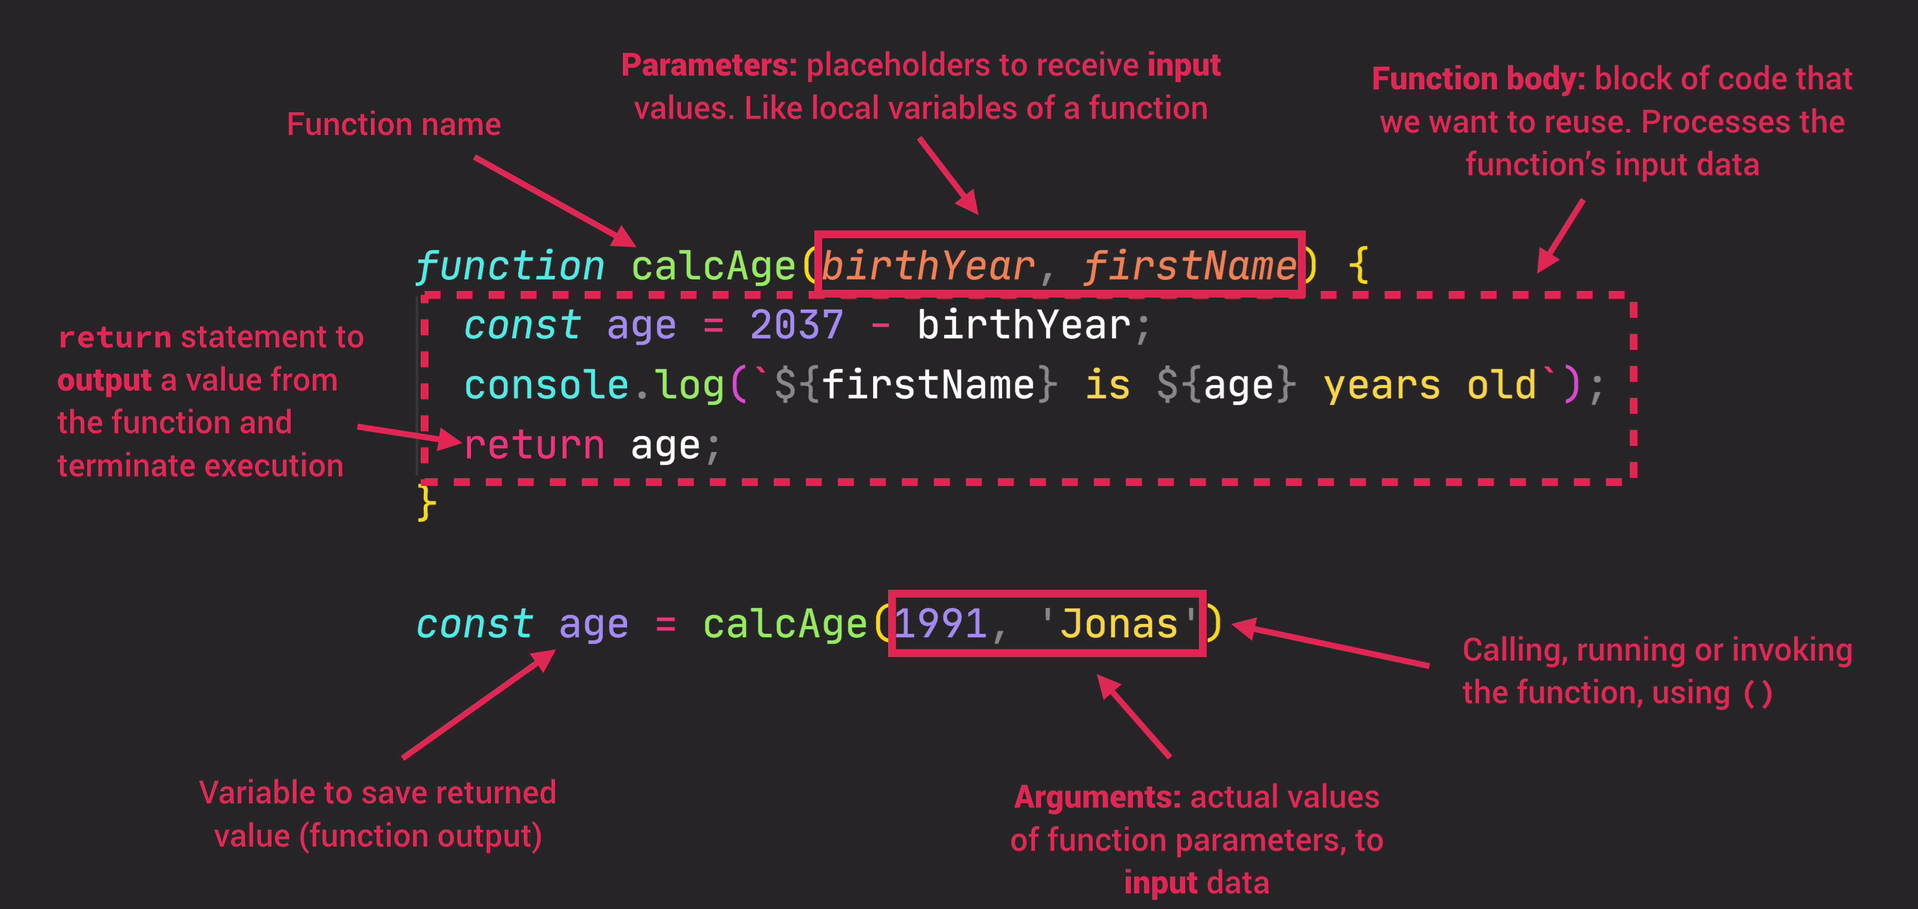 Parameters: placeholders to receive input
values. Like local variables of a function
Function body: block of code that
we want to reuse. Processes the
function’s input data
Function name
function calcAge(birthYear, firstName) {
const age = 2037 - birthYear;
console.log(`${firstName} is ${age} years old`);
return age;
}
return statement to
output a value from
the function and
terminate execution
const age = calcAge(1991, 'Jonas')
Calling, running or invoking
the function, using ()
Variable to save returned
value (function output)
Arguments: actual values
of function parameters, to
input data